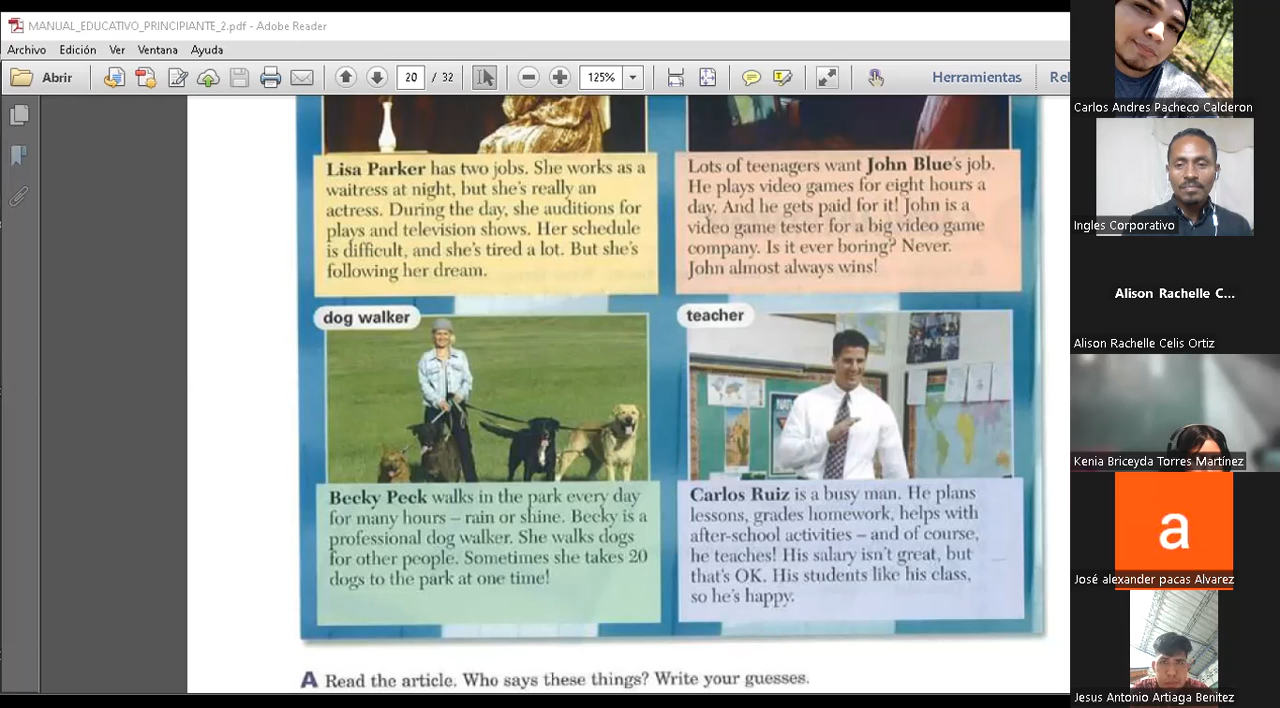 MANUAL_EDUCATIVO_PRINCIPIANTE_2.pdf - Adobe Reader
Archivo Edición Ver Ventana Ayuda
Abrir 20 / 32 125% Herramientas Rel
Lisa Parker has two jobs. She works as a
waitress at night, but she's really an
actress. During the day, she auditions for
plays and television shows. Her schedule
is difficult, and she's tired a lot. But she's
following her dream.
Lots of teenagers want John Blue's job.
He plays video games for eight hours a
day. And he gets paid for it! John is a
video game tester for a big video game
company. Is it ever boring? Never.
John almost always wins!
dog walker
Becky Peck walks in the park every day
for many hours – rain or shine. Becky is a
professional dog walker. She walks dogs
for other people. Sometimes she takes 20
dogs to the park at one time!
teacher
Carlos Ruiz is a busy man. He plans
lessons, grades homework, helps with
after-school activities – and of course,
he teaches! His salary isn't great, but
that's OK. His students like his class,
so he's happy.
A Read the article. Who says these things? Write your guesses.
Carlos Andres Pacheco Calderon
Ingles Corporativo
Alison Rachelle C...
Alison Rachelle Celis Ortiz
Kenia Briceyda Torres Martínez
a
José alexander pacas Alvarez
Jesus Antonio Artiaga Benitez